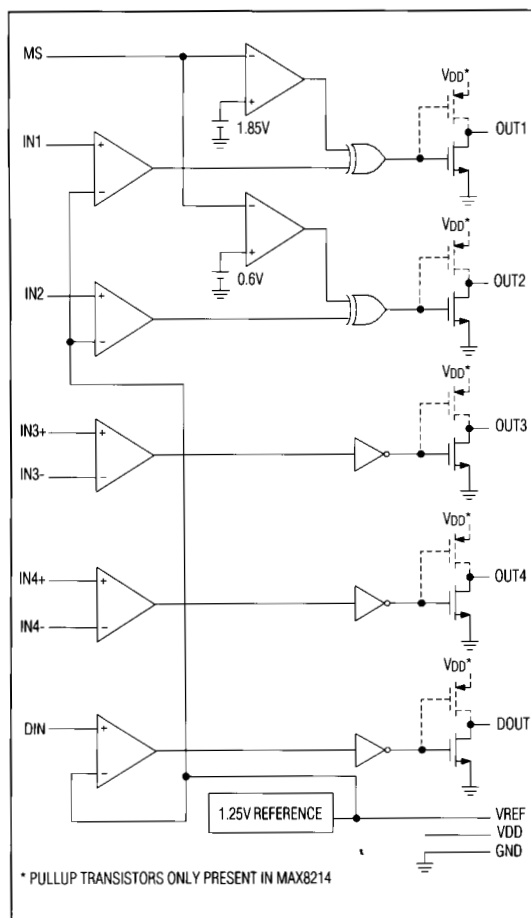 MS
1.85V
VDD*
OUT1
IN1
+
-
-
+
0.6V
VDD*
OUT2
IN2
+
-
-
+
VDD*
OUT3
IN3+
IN3-
+
-
VDD*
OUT4
IN4+
IN4-
+
-
VDD*
DOUT
DIN
+
-
1.25V REFERENCE
VREF
VDD
GND
* PULLUP TRANSISTORS ONLY PRESENT IN MAX8214